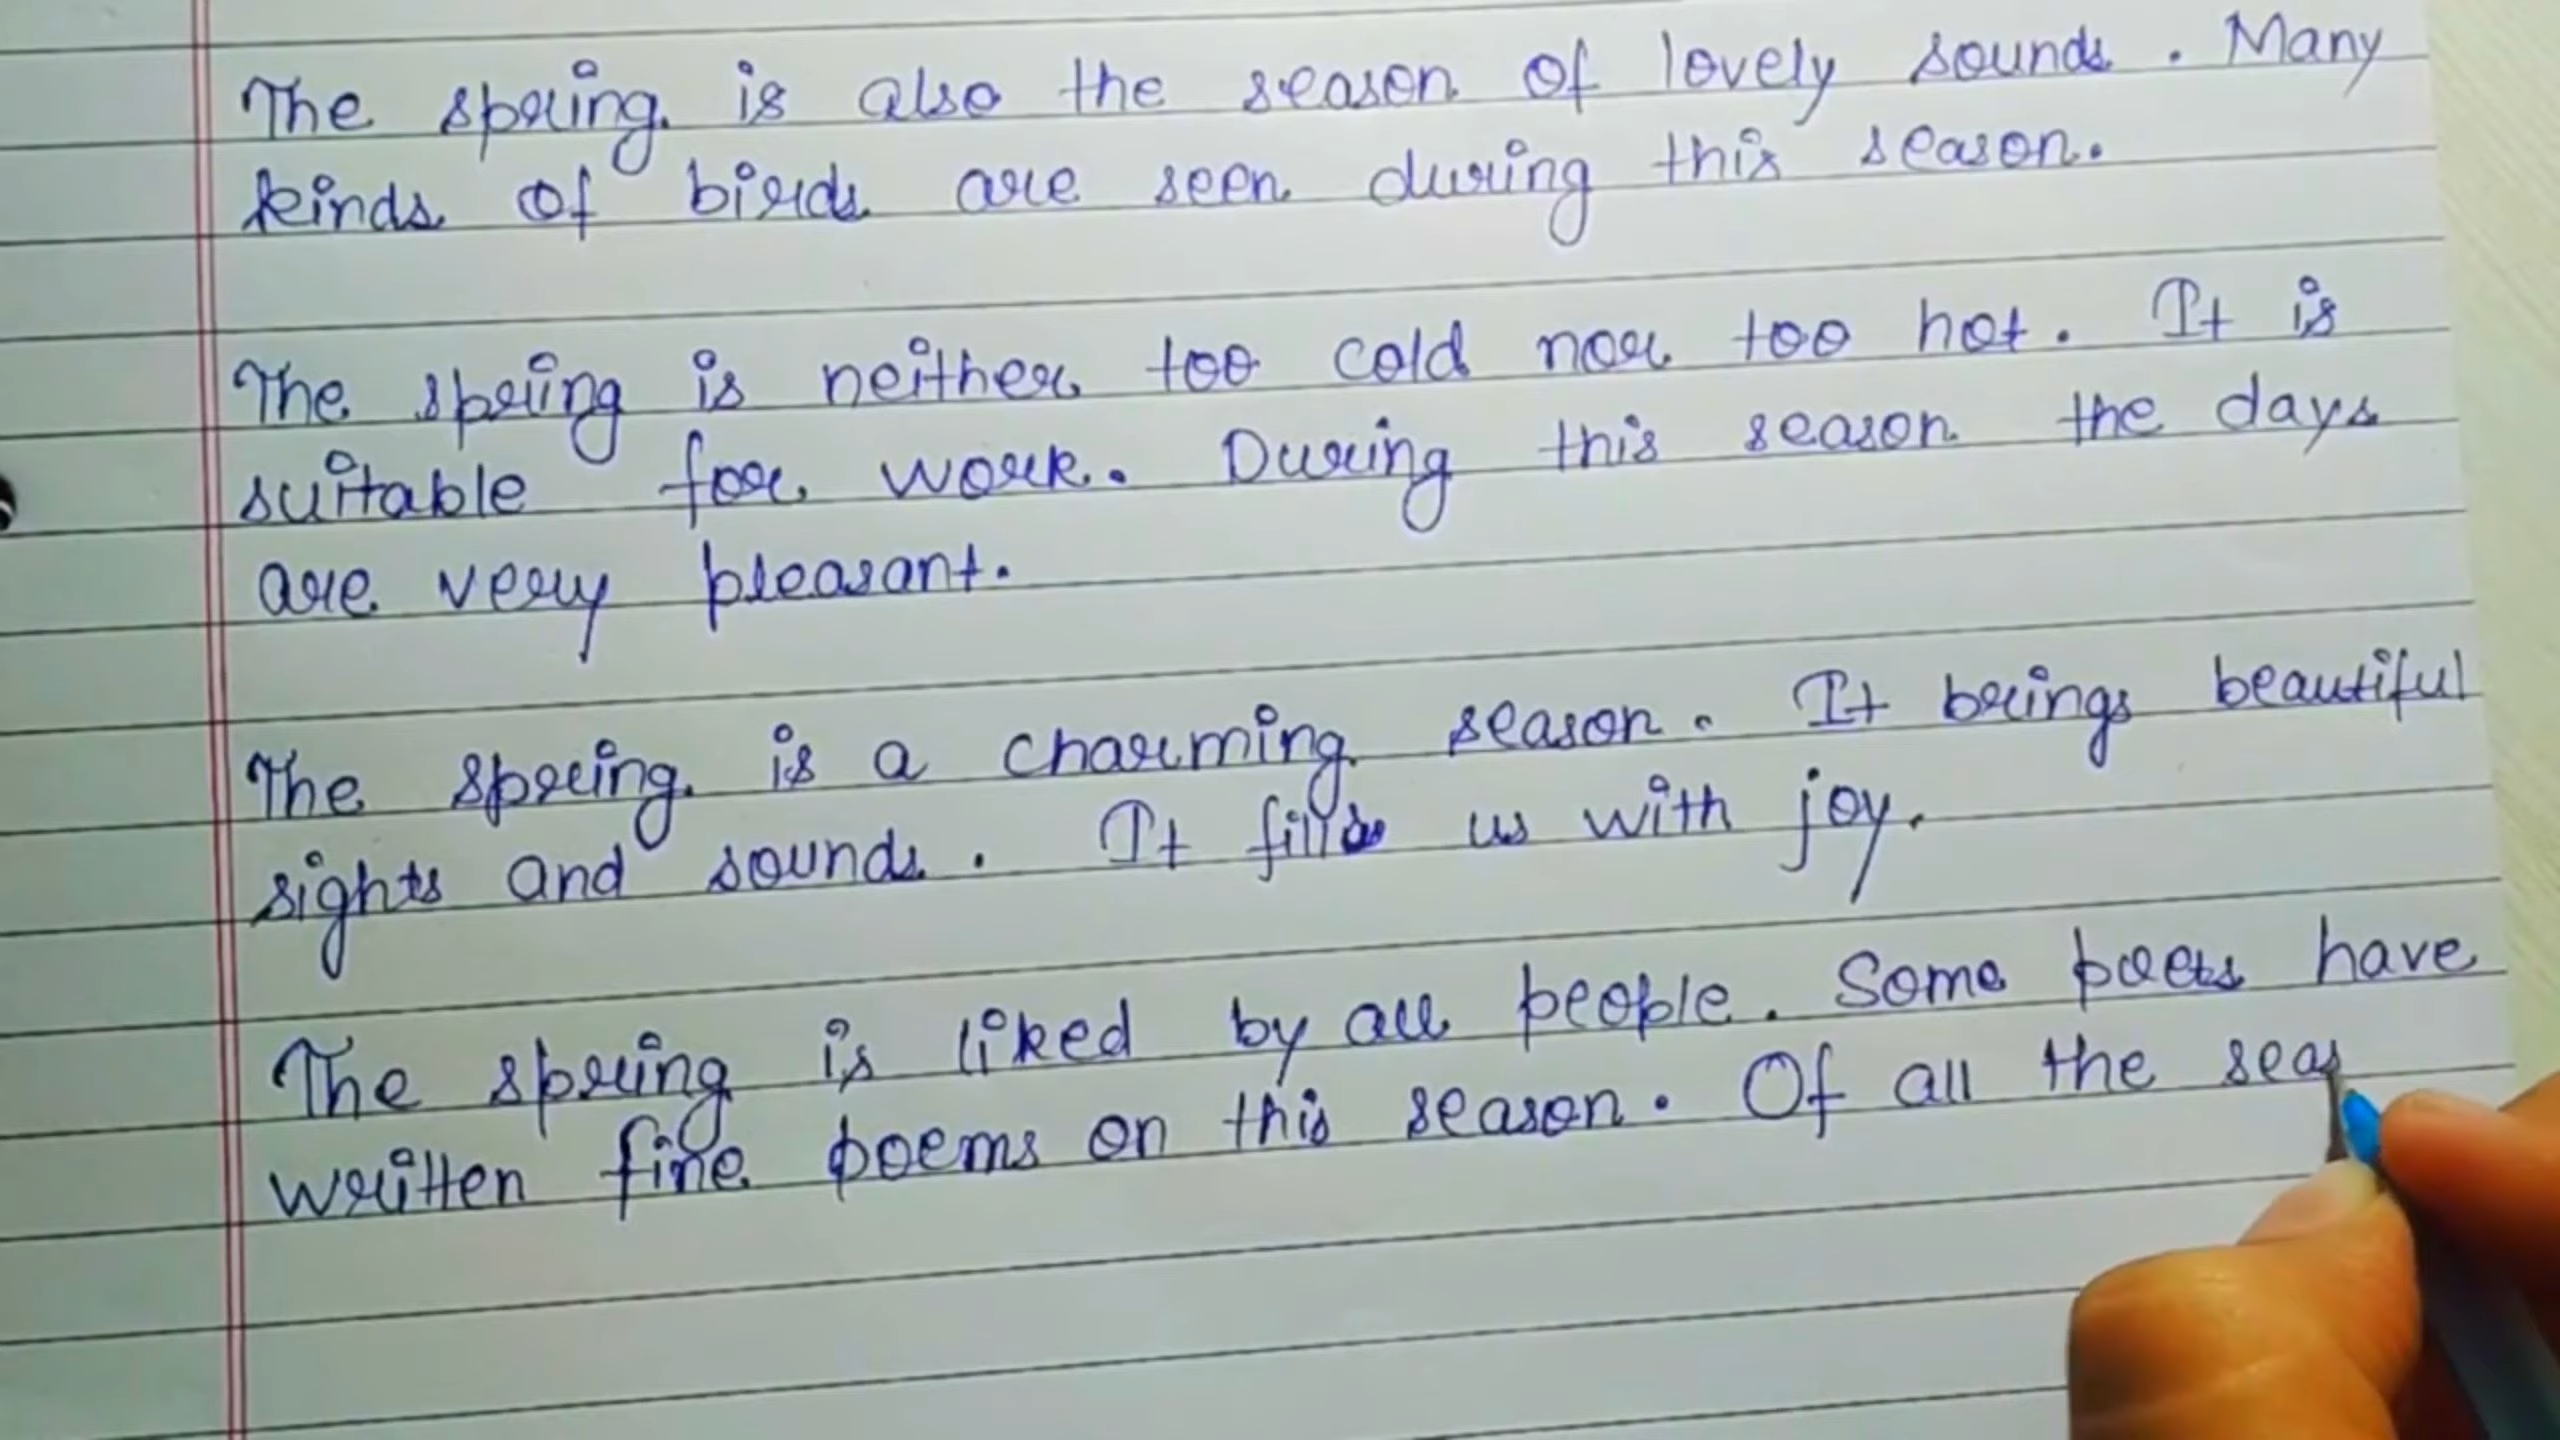 The spring is also the season of lovely sounds. Many
kinds of birds are seen during this season.
The spring is neither too cold nor too hot. It is
suitable for work. During this season the days
are very pleasant.
The spring is a charming season. It brings beautiful
sights and sounds. It fills us with joy.
The spring is liked by all people. Some poets have
written fine poems on this season. Of all the seas